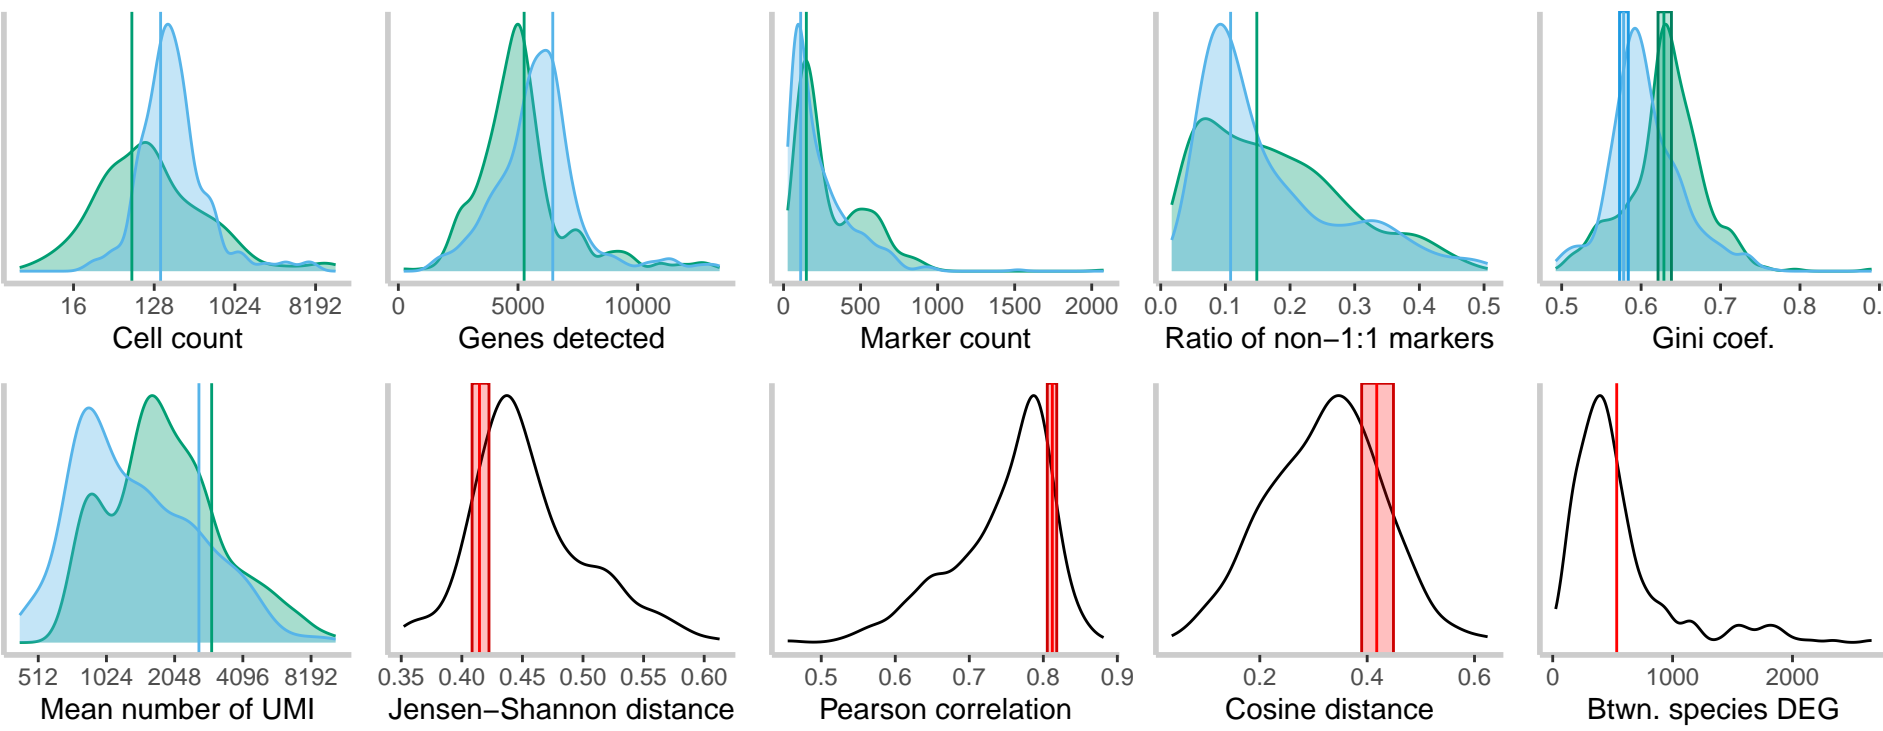 16 128 1024 8192
Cell count
0 5000 10000
Genes detected
0 500 1000 1500 2000
Marker count
0.0 0.1 0.2 0.3 0.4 0.5
Ratio of non−1:1 markers
0.5 0.6 0.7 0.8 0.
Gini coef.
512 1024 2048 4096 8192
Mean number of UMI
0.35 0.40 0.45 0.50 0.55 0.60
Jensen−Shannon distance
0.5 0.6 0.7 0.8 0.9
Pearson correlation
0.2 0.4 0.6
Cosine distance
0 1000 2000
Btwn. species DEG